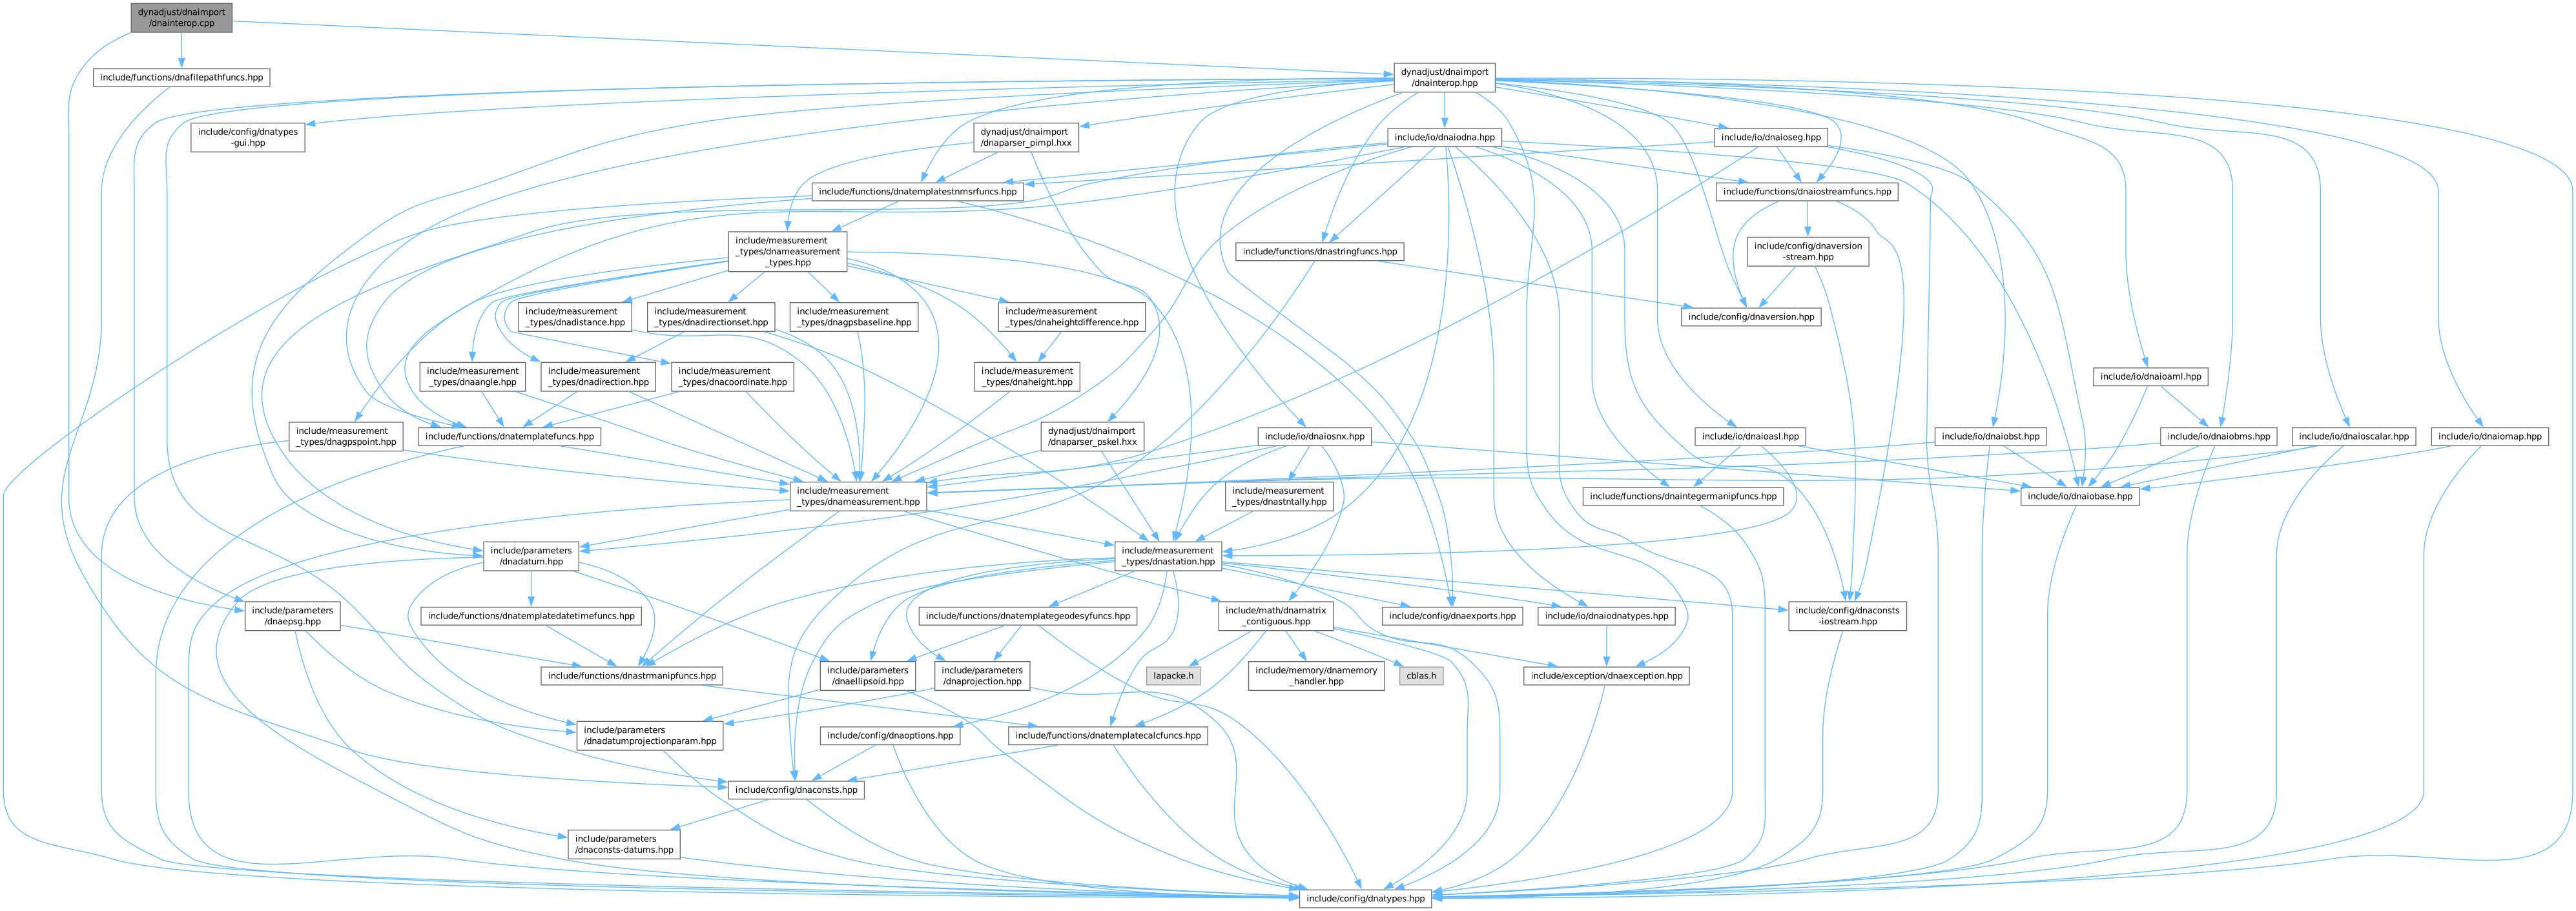 dynadjust/dnaimport
/dnainterop.cpp
include/functions/dnafilepathfuncs.hpp
dynadjust/dnaimport
/dnainterop.hpp
include/config/dnatypes
-gui.hpp
dynadjust/dnaimport
/dnaparser_pimpl.hxx
include/io/dnaiodna.hpp
include/io/dnaioseg.hpp
include/functions/dnatemplatestnmsrfuncs.hpp
include/functions/dnaiostreamfuncs.hpp
include/measurement
_types/dnameasurement
_types.hpp
include/functions/dnastringfuncs.hpp
include/config/dnaversion
-stream.hpp
include/measurement
_types/dnadistance.hpp
include/measurement
_types/dnadirectionset.hpp
include/measurement
_types/dnagpsbaseline.hpp
include/measurement
_types/dnaheightdifference.hpp
include/config/dnaversion.hpp
include/measurement
_types/dnaangle.hpp
include/measurement
_types/dnadirection.hpp
include/measurement
_types/dnacoordinate.hpp
include/measurement
_types/dnaheight.hpp
include/io/dnaioaml.hpp
include/measurement
_types/dnagpspoint.hpp
include/functions/dnatemplatefuncs.hpp
dynadjust/dnaimport
/dnaparser_pskel.hxx
include/io/dnaiosnx.hpp
include/io/dnaioasl.hpp
include/io/dnaiobst.hpp
include/io/dnaiobms.hpp
include/io/dnaioscalar.hpp
include/io/dnaiomap.hpp
include/measurement
_types/dnameasurement.hpp
include/measurement
_types/dnastntally.hpp
include/functions/dnaintegermanipfuncs.hpp
include/io/dnaiobase.hpp
include/parameters
/dnadatum.hpp
include/measurement
_types/dnastation.hpp
include/parameters
/dnaepsg.hpp
include/functions/dnatemplatedatetimefuncs.hpp
include/functions/dnatemplategeodesyfuncs.hpp
include/math/dnamatrix
_contiguous.hpp
include/config/dnaexports.hpp
include/io/dnaiodnatypes.hpp
include/config/dnaconsts
-iostream.hpp
include/functions/dnastrmanipfuncs.hpp
include/parameters
/dnaellipsoid.hpp
include/parameters
/dnaprojection.hpp
lapacke.h
include/memory/dnamemory
_handler.hpp
cblas.h
include/exception/dnaexception.hpp
include/parameters
/dnadatumprojectionparam.hpp
include/config/dnaoptions.hpp
include/functions/dnatemplatecalcfuncs.hpp
include/config/dnaconsts.hpp
include/parameters
/dnaconsts-datums.hpp
include/config/dnatypes.hpp